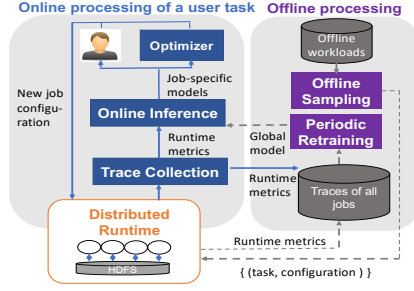 Online processing of a user task
Offline processing
Optimizer
Offline
workloads
Job-specific
models
Offline
Sampling
New job
configu-
ration
Online Inference
Periodic
Retraining
Runtime
metrics
Global
model
Trace Collection
Runtime
metrics
Traces of all
jobs
Distributed
Runtime
HDFS
Runtime metrics
{ (task, configuration ) }